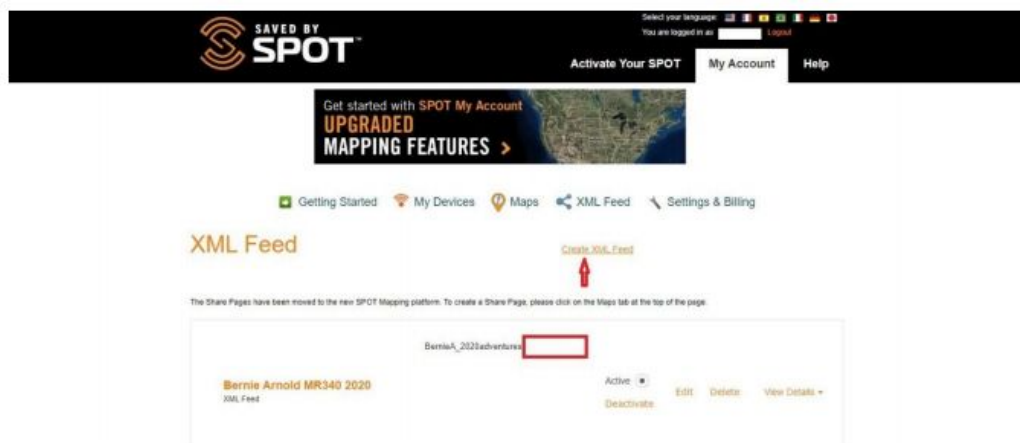 SAVED BY
SPOT
Select your language:
You are logged in as Logout
Activate Your SPOT My Account Help
Get started with SPOT My Account
UPGRADED
MAPPING FEATURES >
Getting Started My Devices Maps XML Feed Settings & Billing
XML Feed
Create XML Feed
The Share Pages have been moved to the new SPOT Mapping platform. To create a Share Page, please click on the Maps tab at the top of the page.
BernieA_2020adventures
Bernie Arnold MR340 2020
XML Feed
Active
Deactivate
Edit Delete View Details